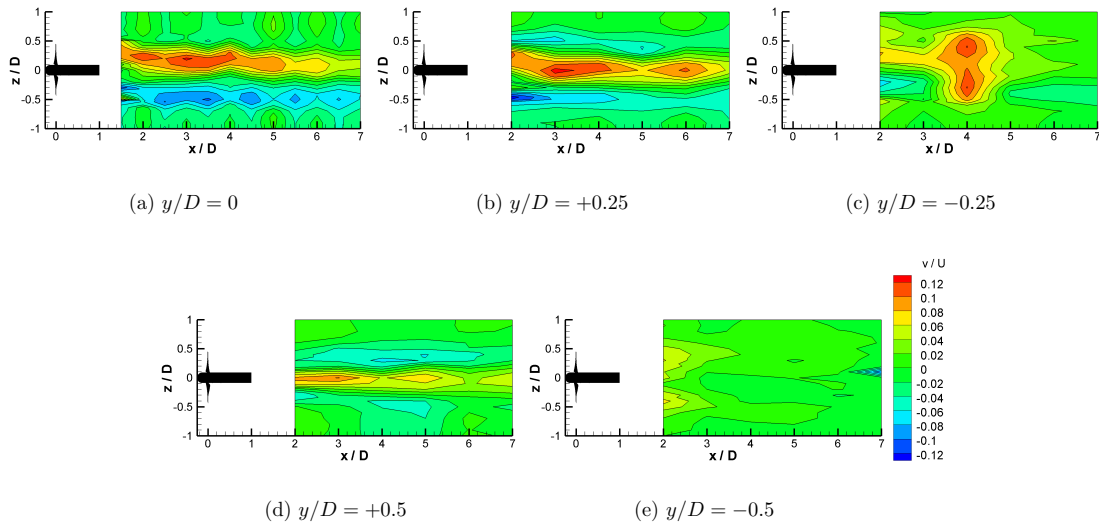 1
0.5
0
-0.5
-1
z / D
0 1 2 3 4 5 6 7
x / D
(a) y/D = 0
1
0.5
0
-0.5
-1
z / D
0 1 2 3 4 5 6 7
x / D
(b) y/D = +0.25
1
0.5
0
-0.5
-1
z / D
0 1 2 3 4 5 6 7
x / D
(c) y/D = −0.25
1
0.5
0
-0.5
-1
z / D
0 1 2 3 4 5 6 7
x / D
(d) y/D = +0.5
1
0.5
0
-0.5
-1
z / D
0 1 2 3 4 5 6 7
x / D
(e) y/D = −0.5
v / U
0.12
0.1
0.08
0.06
0.04
0.02
0
-0.02
-0.04
-0.06
-0.08
-0.1
-0.12